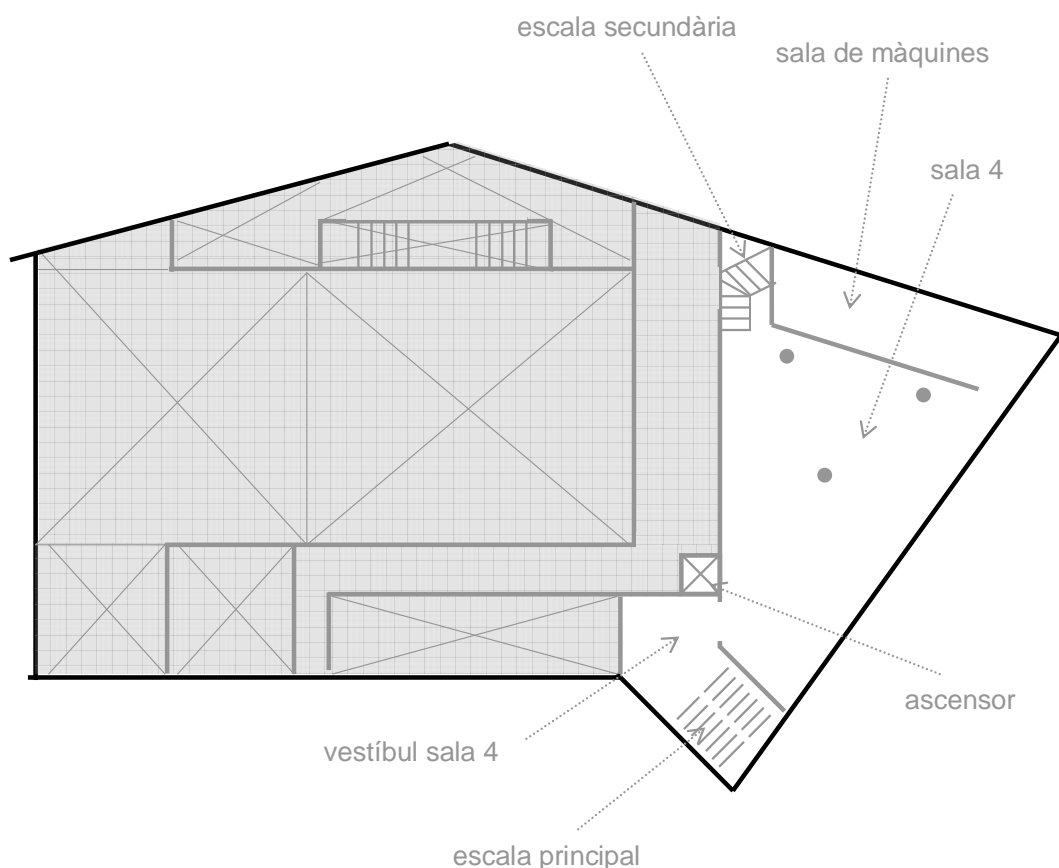 escala secundària
sala de màquines
sala 4
ascensor
vestíbul sala 4
escala principal